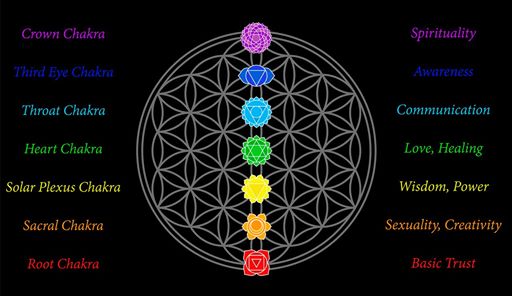 Crown Chakra Spirituality
Third Eye Chakra Awareness
Throat Chakra Communication
Heart Chakra Love, Healing
Solar Plexus Chakra Wisdom, Power
Sacral Chakra Sexuality, Creativity
Root Chakra Basic Trust